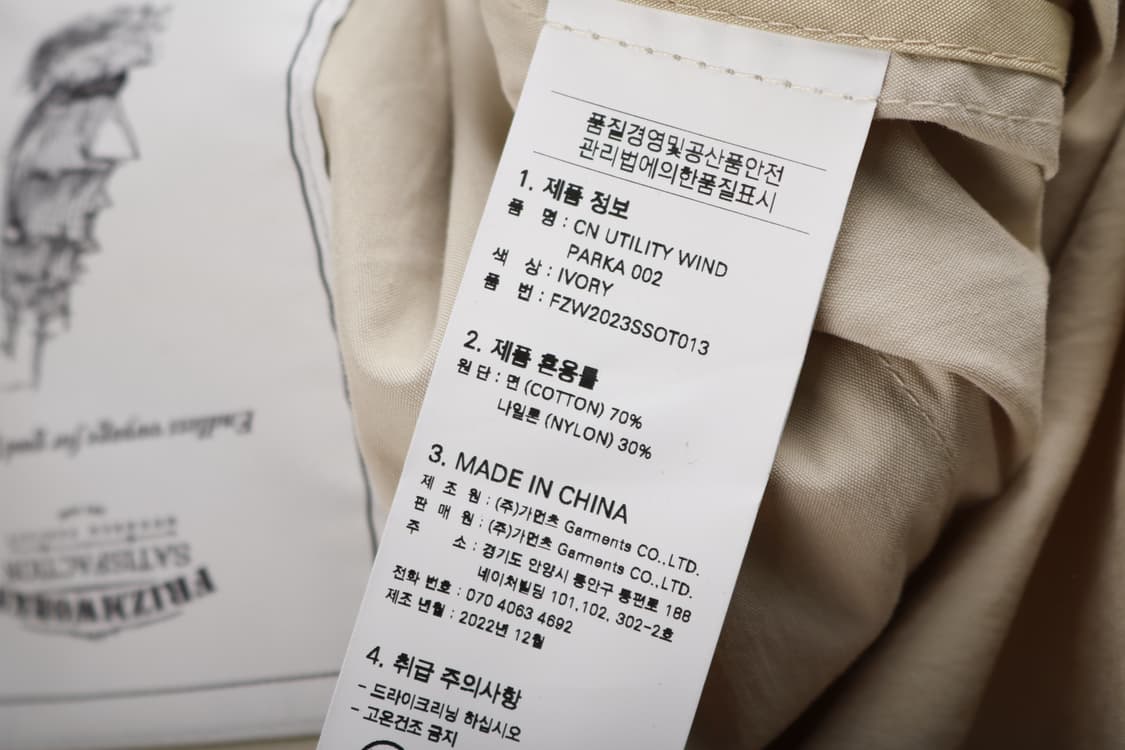 품질경영및공산품안전
관리법에의한품질표시
1. 제품 정보
품 명 : CN UTILITY WIND
PARKA 002
색 상 : IVORY
품 번 : FZW2023SSOT013
2. 제품 혼용률
원단 : 면 (COTTON) 70%
나일론 (NYLON) 30%
3. MADE IN CHINA
제 조 원 : (주)가먼츠 Garments CO.,LTD.
판 매 원 : (주)가먼츠 Garments CO.,LTD.
주 소 : 경기도 안양시 동안구 동편로 188
네이처빌딩 101,102, 302-2호
전화 번호 : 070 4063 4692
제조 년월 : 2022년 12월
4. 취급 주의사항
- 드라이크리닝 하십시오
- 고온건조 금지
Endless voyages for good
SATISFACTION
FRIZMWORKS